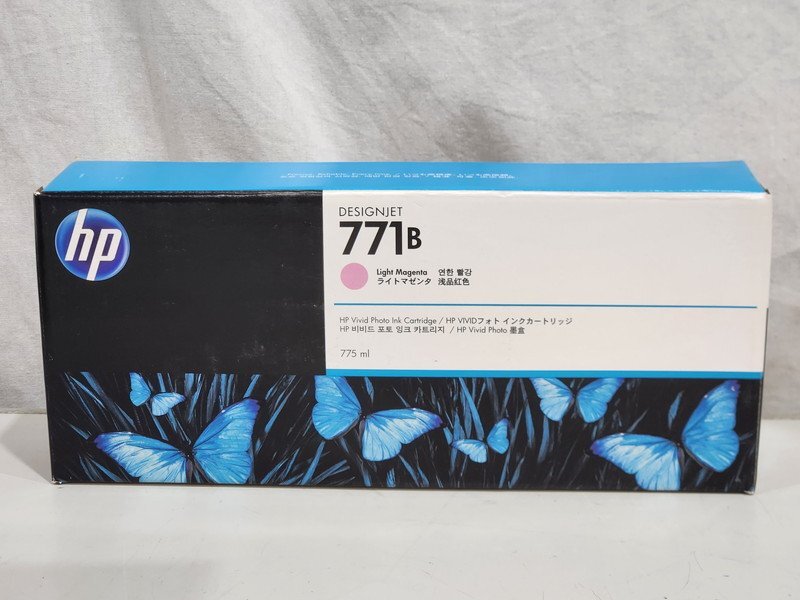 hp
DESIGNJET
771B
Light Magenta 연한 빨강
ライトマゼンタ 浅品红色
HP Vivid Photo Ink Cartridge / HP VIVIDフォト インクカートリッジ
HP 비비드 포토 잉크 카트리지 / HP Vivid Photo 墨盒
775 ml